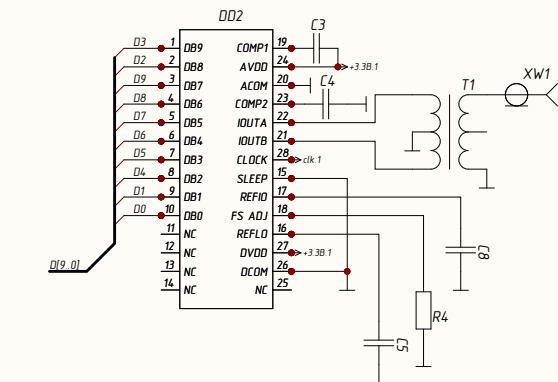 DD2
C3
D3 1 DB9 COMP1 19
D2 2 DB8 AVDD 24 +3.3В.1
D9 3 DB7 ACOM 20
D8 4 DB6 COMP2 23 C4
D7 5 DB5 IOUTA 22
D6 6 DB4 IOUTB 21
D5 7 DB3 CLOCK 28 clk.1
D4 8 DB2 SLEEP 15
D1 9 DB1 REFIO 17
D0 10 DB0 FS ADJ 18
11 NC REFLO 16
12 NC DVDD 27 +3.3В.1
13 NC DCOM 26
14 NC NC 25
D[9..0]
T1
XW1
C8
R4
C5